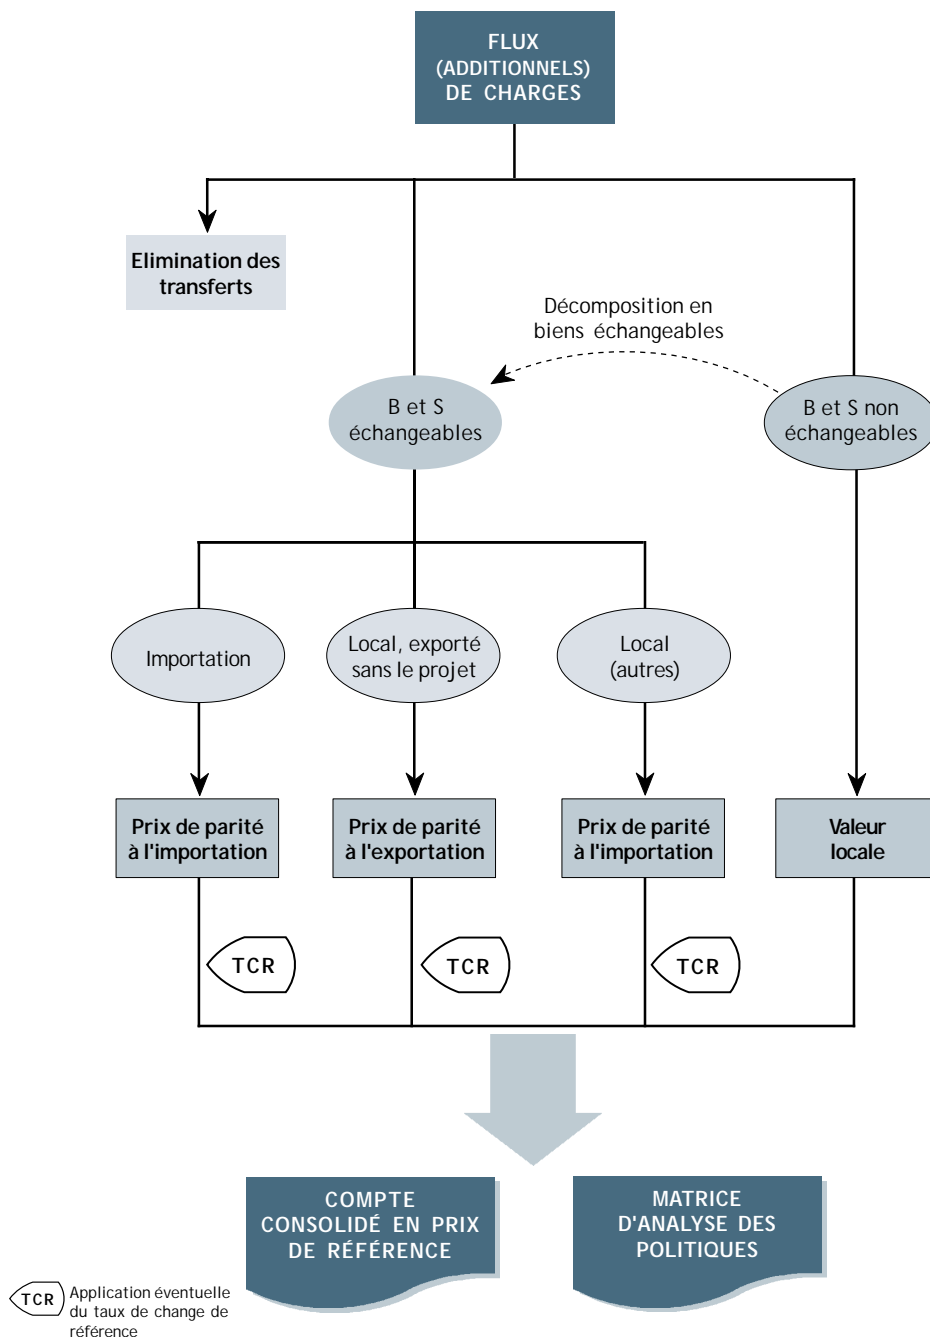 FLUX
(ADDITIONNELS)
DE CHARGES
Elimination des
transferts
Décomposition en
biens échangeables
B et S
échangeables
B et S non
échangeables
Importation
Local, exporté
sans le projet
Local
(autres)
Prix de parité
à l'importation
Prix de parité
à l'exportation
Prix de parité
à l'importation
Valeur
locale
TCR
TCR
TCR
COMPTE
CONSOLIDÉ EN PRIX
DE RÉFÉRENCE
MATRICE
D'ANALYSE DES
POLITIQUES
TCR
Application éventuelle
du taux de change de
référence